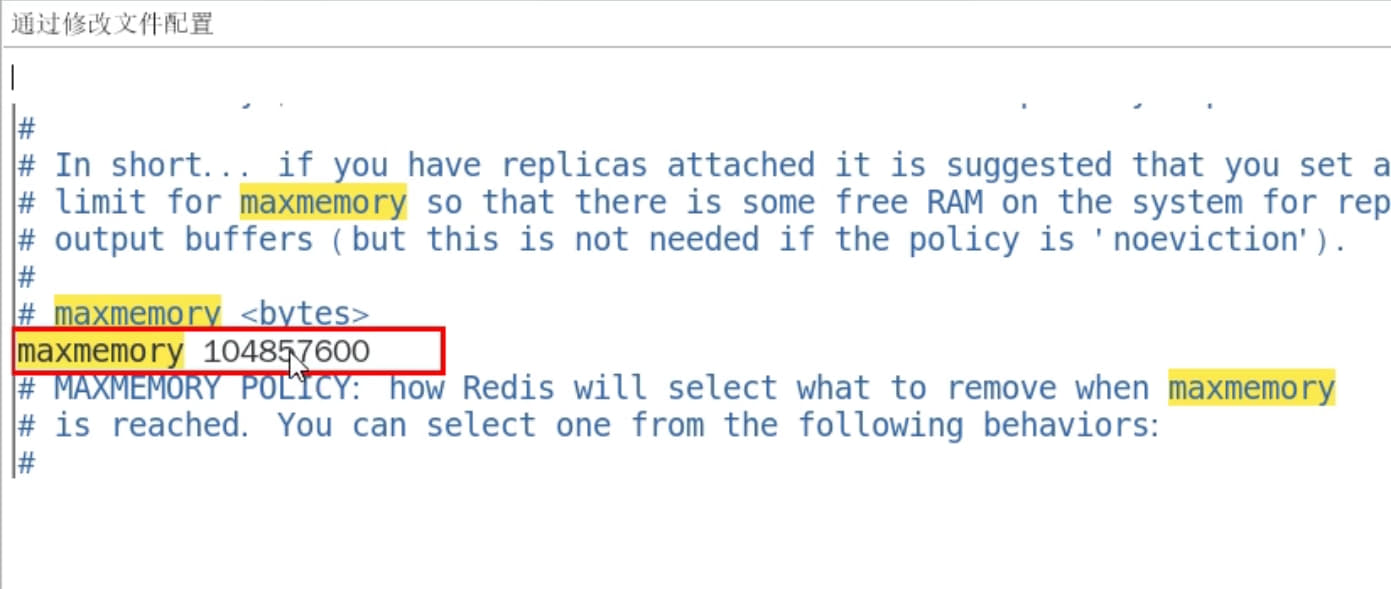 通过修改文件配置
#
# In short... if you have replicas attached it is suggested that you set a
# limit for maxmemory so that there is some free RAM on the system for rep
# output buffers (but this is not needed if the policy is 'noeviction').
#
# maxmemory <bytes>
maxmemory 104857600
# MAXMEMORY POLICY: how Redis will select what to remove when maxmemory
# is reached. You can select one from the following behaviors:
#